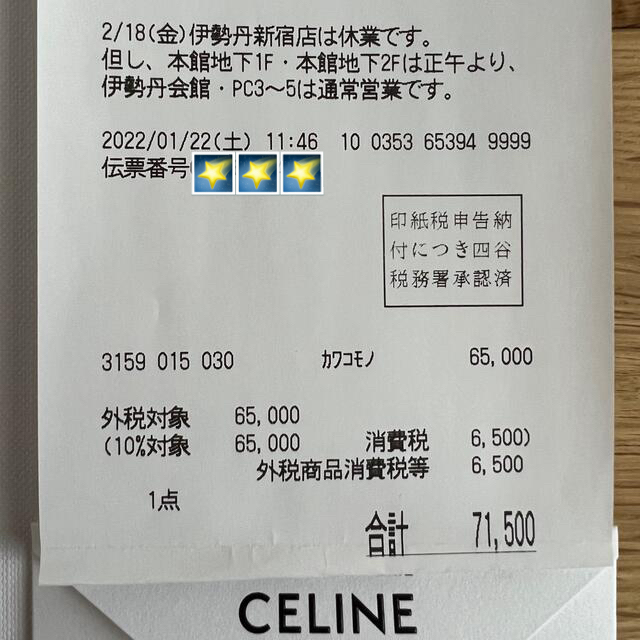 2/18(金)伊勢丹新宿店は休業です。
但し、本館地下1F・本館地下2Fは正午より、
伊勢丹会館・PC3～5は通常営業です。
2022/01/22(土) 11:46 10 0353 65394 9999
伝票番号
印紙税申告納
付につき四谷
税務署承認済
3159 015 030 カワコモノ 65,000
外税対象 65,000
(10%対象 65,000 消費税 6,500)
外税商品消費税等 6,500
1点
合計 71,500
CELINE